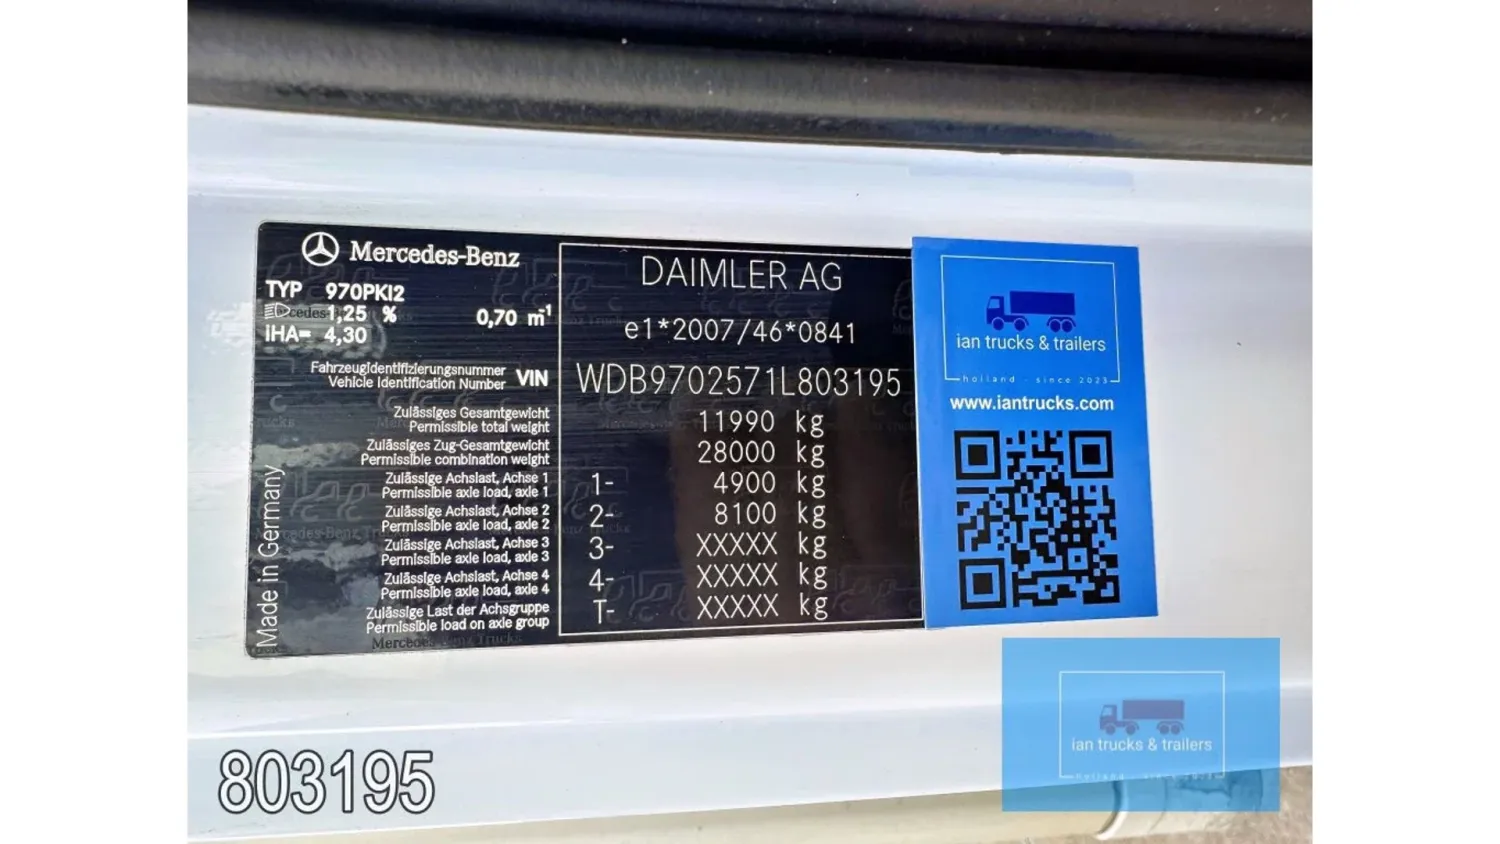 Mercedes-Benz
TYP 970PKI2
1,25 % 0,70 m⁻¹
iHA= 4,30
Fahrzeugidentifizierungsnummer
Vehicle Identification Number VIN
Zulässiges Gesamtgewicht
Permissible total weight
Zulässiges Zug-Gesamtgewicht
Permissible combination weight
Zulässige Achslast, Achse 1
Permissible axle load, axle 1
Zulässige Achslast, Achse 2
Permissible axle load, axle 2
Zulässige Achslast, Achse 3
Permissible axle load, axle 3
Zulässige Achslast, Achse 4
Permissible axle load, axle 4
Zulässige Last der Achsgruppe
Permissible load on axle group
Mercedes-Benz Trucks
Made in Germany
DAIMLER AG
e1*2007/46*0841
WDB9702571L803195
11990 kg
28000 kg
1- 4900 kg
2- 8100 kg
3- XXXXX kg
4- XXXXX kg
T- XXXXX kg
ian trucks & trailers
holland - since 2023
www.iantrucks.com
803195
ian trucks & trailers